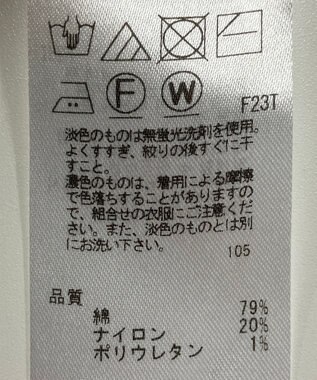 F W F23T
淡色のものは無蛍光洗剤を使用。
よくすすぎ、絞りの後すぐに干
すこと。
濃色のものは、着用による摩擦
で色落ちすることがありますの
で、組合せの衣服にご注意くだ
さい。また、淡色のものとは別
にお洗い下さい。
105
品質
綿 79%
ナイロン 20%
ポリウレタン 1%